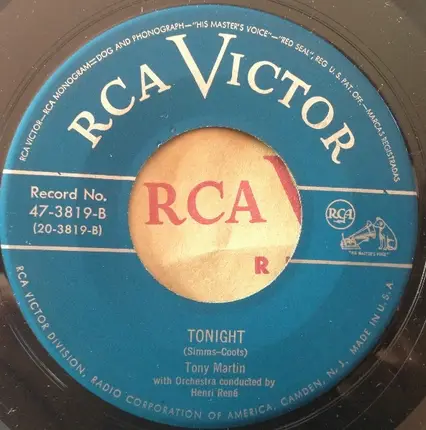 RCA VICTOR—RCA MONOGRAM—DOG AND PHONOGRAPH—"HIS MASTER'S VOICE"—"RED SEAL", REG. U.S. PAT. OFF.—MARCAS REGISTRADAS
RCA VICTOR
Record No.
47-3819-B
(20-3819-B)
RCA V
R
RCA
"HIS MASTER'S VOICE"
TONIGHT
(Simms–Coots)
Tony Martin
with Orchestra conducted by
Henri René
RCA VICTOR DIVISION, RADIO CORPORATION OF AMERICA, CAMDEN, N. J. MADE IN U.S.A